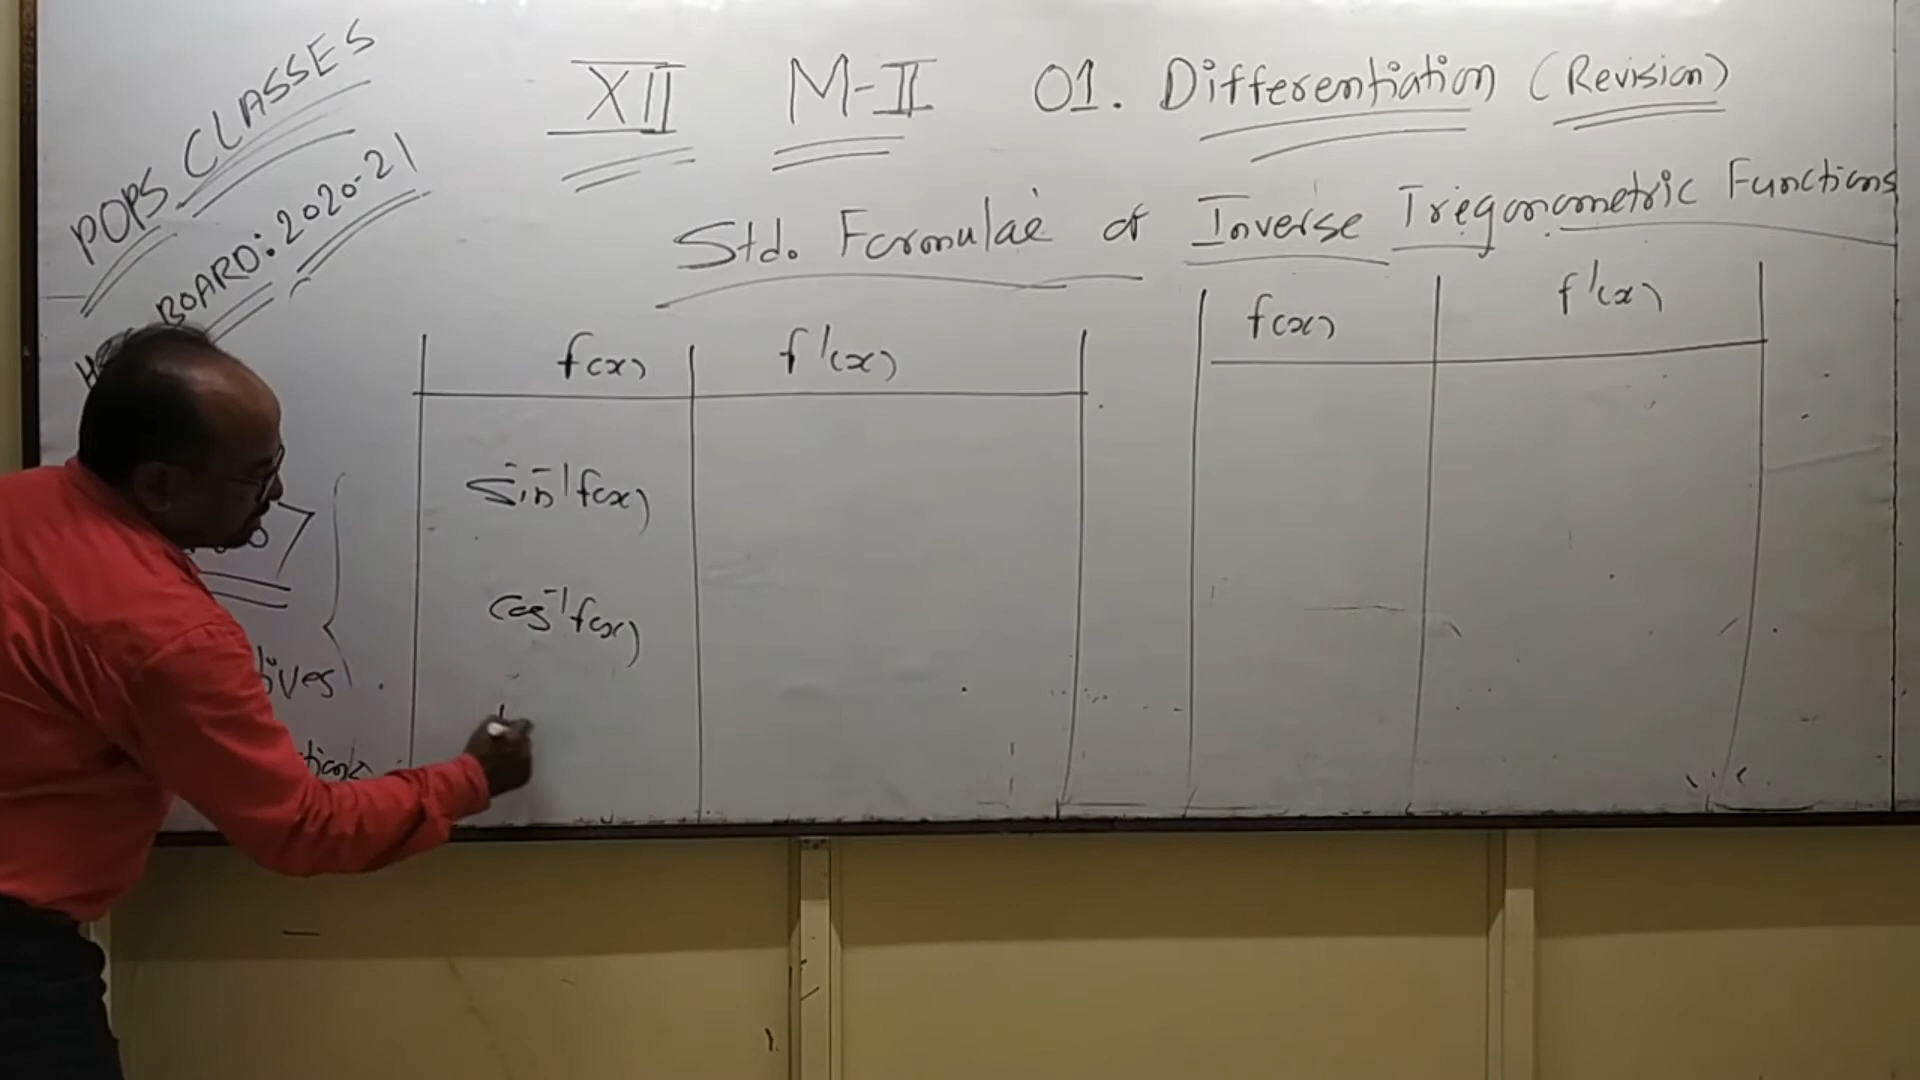 POPS CLASSES
BOARD: 2020-21
XII M-II 01. Differentiation (Revision)
Std. Formulae of Inverse Trigonometric Functions
f(x) f'(x)
sin⁻¹f(x)
cos⁻¹f(x)
f(x) f'(x)